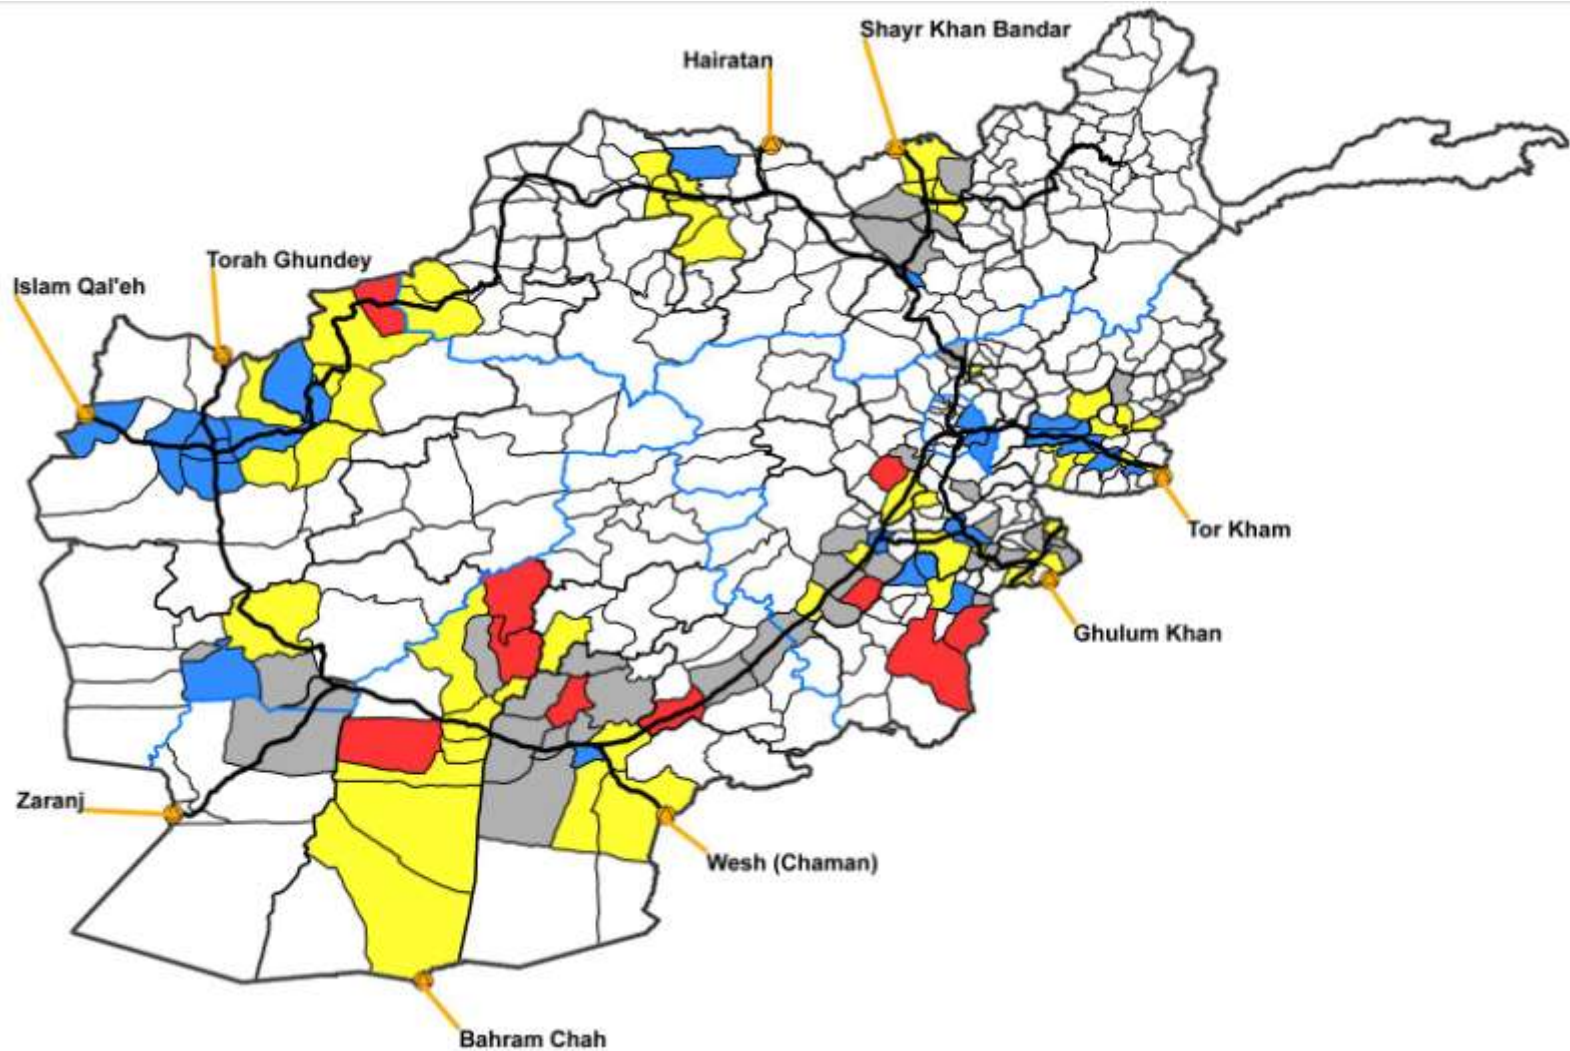 Shayr Khan Bandar
Hairatan
Torah Ghundey
Islam Qal'eh
Tor Kham
Ghulum Khan
Zaranj
Wesh (Chaman)
Bahram Chah